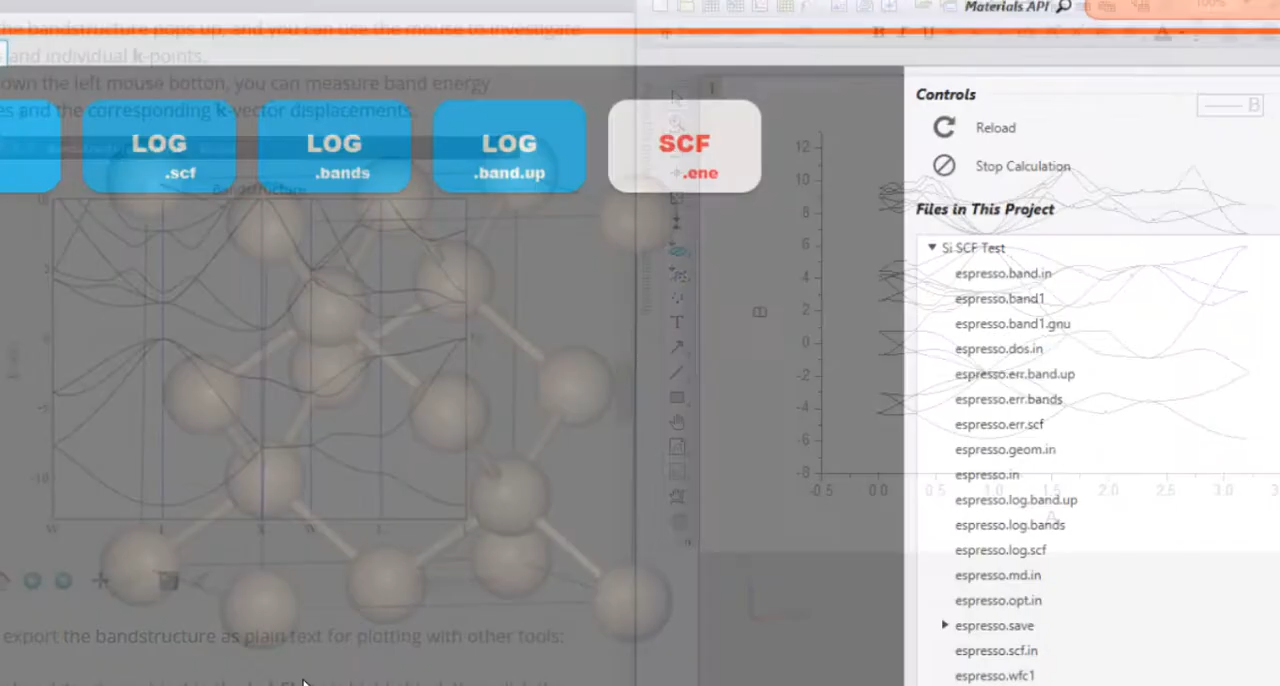 the bandstructure pops up, and you can use the mouse to investigate
and individual k-points.
own the left mouse botton, you can measure band energy
es and the corresponding k-vector displacements.
Materials API
100%
B I U
1
LOG
.scf
LOG
.bands
LOG
.band.up
SCF
.ene
Bandstructure
W
L
X
W
12
10
8
6
4
2
0
-2
-4
-6
-8
-0.5
0.0
0.5
1.0
1.5
2.0
2.5
3.0
B
T
Controls
B
Reload
Stop Calculation
Files in This Project
Si SCF Test
espresso.band.in
espresso.band1
espresso.band1.gnu
espresso.dos.in
espresso.err.band.up
espresso.err.bands
espresso.err.scf
espresso.geom.in
espresso.in
espresso.log.band.up
espresso.log.bands
espresso.log.scf
espresso.md.in
espresso.opt.in
espresso.save
espresso.scf.in
espresso.wfc1
export the bandstructure as plain text for plotting with other tools: